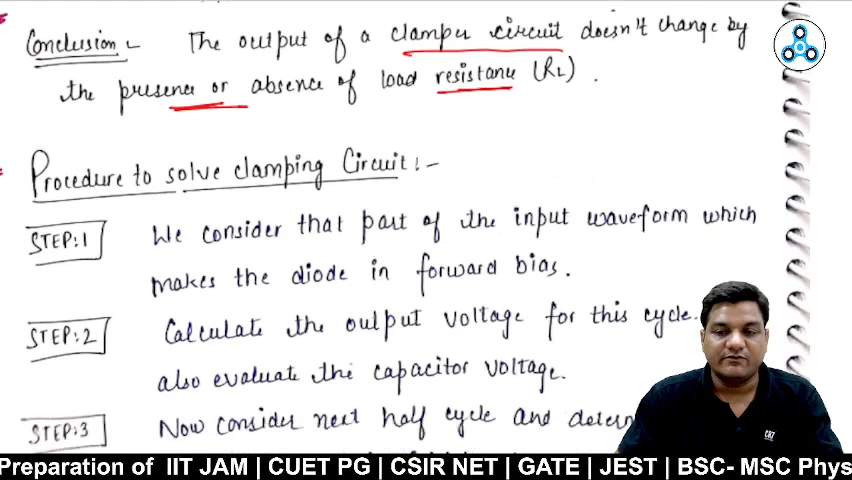 Conclusion :- The output of a clamper circuit doesn't change by
the presence or absence of load resistance (RL).
Procedure to solve clamping Circuit :-
STEP:1 We consider that part of the input waveform which
makes the diode in forward bias.
STEP:2 Calculate the output voltage for this cycle.
also evaluate the capacitor voltage.
STEP:3 Now consider next half cycle and
CAT
Preparation of IIT JAM | CUET PG | CSIR NET | GATE | JEST | BSC- MSC Phys